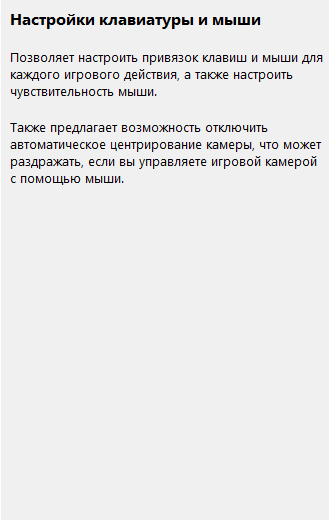 Настройки клавиатуры и мыши
Позволяет настроить привязок клавиш и мыши для
каждого игрового действия, а также настроить
чувствительность мыши.
Также предлагает возможность отключить
автоматическое центрирование камеры, что может
раздражать, если вы управляете игровой камерой
с помощью мыши.